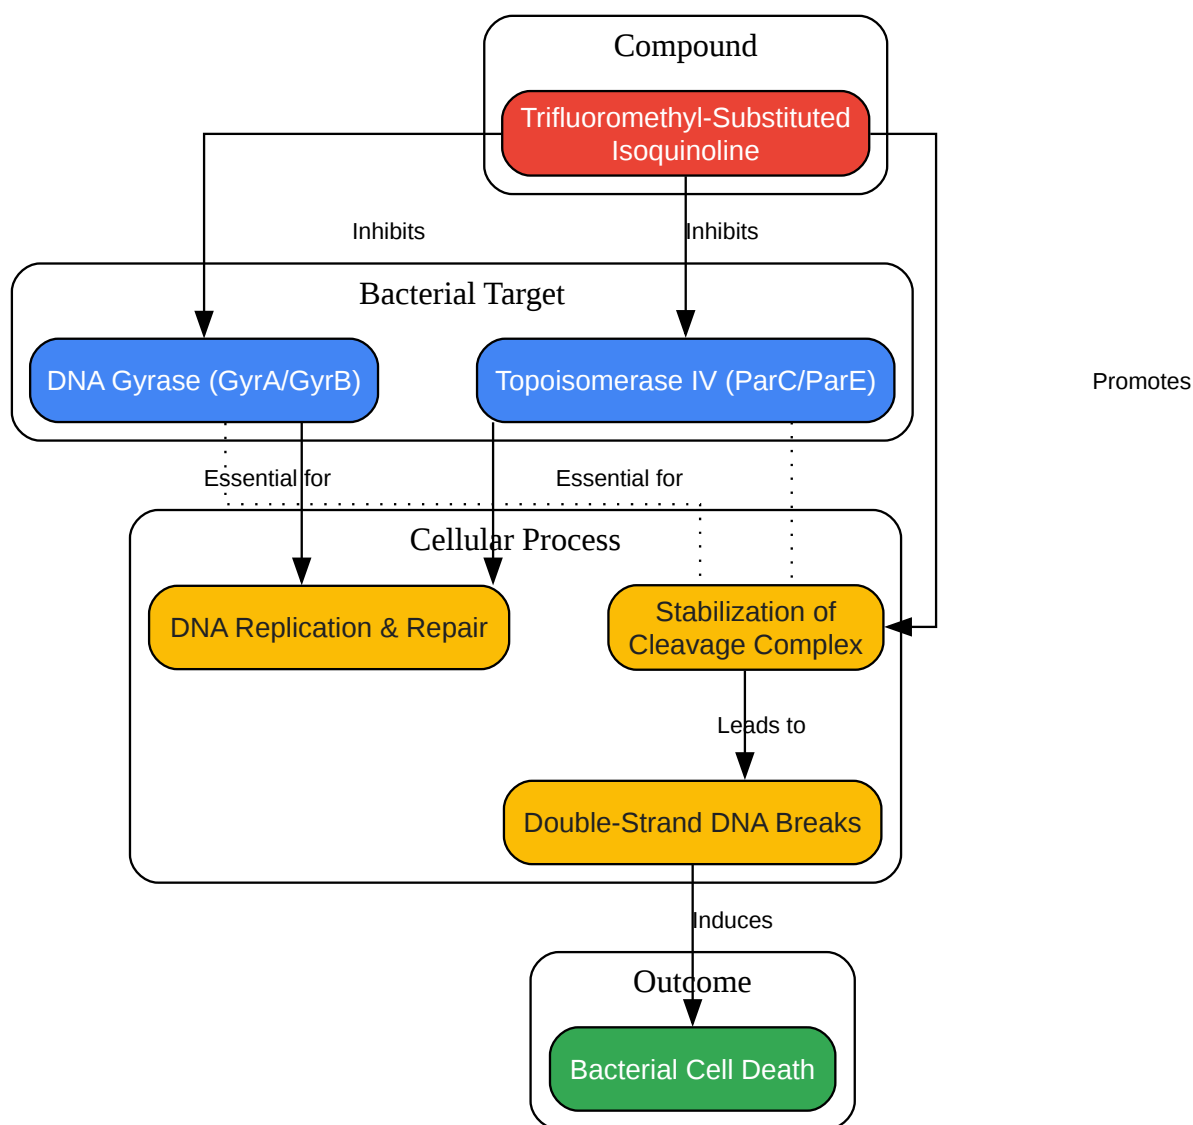 Compound
Trifluoromethyl-Substituted
Isoquinoline
Inhibits
Inhibits
Bacterial Target
DNA Gyrase (GyrA/GyrB)
Topoisomerase IV (ParC/ParE)
Promotes
Essential for
Essential for
Cellular Process
DNA Replication & Repair
Stabilization of
Cleavage Complex
Leads to
Double-Strand DNA Breaks
Induces
Outcome
Bacterial Cell Death